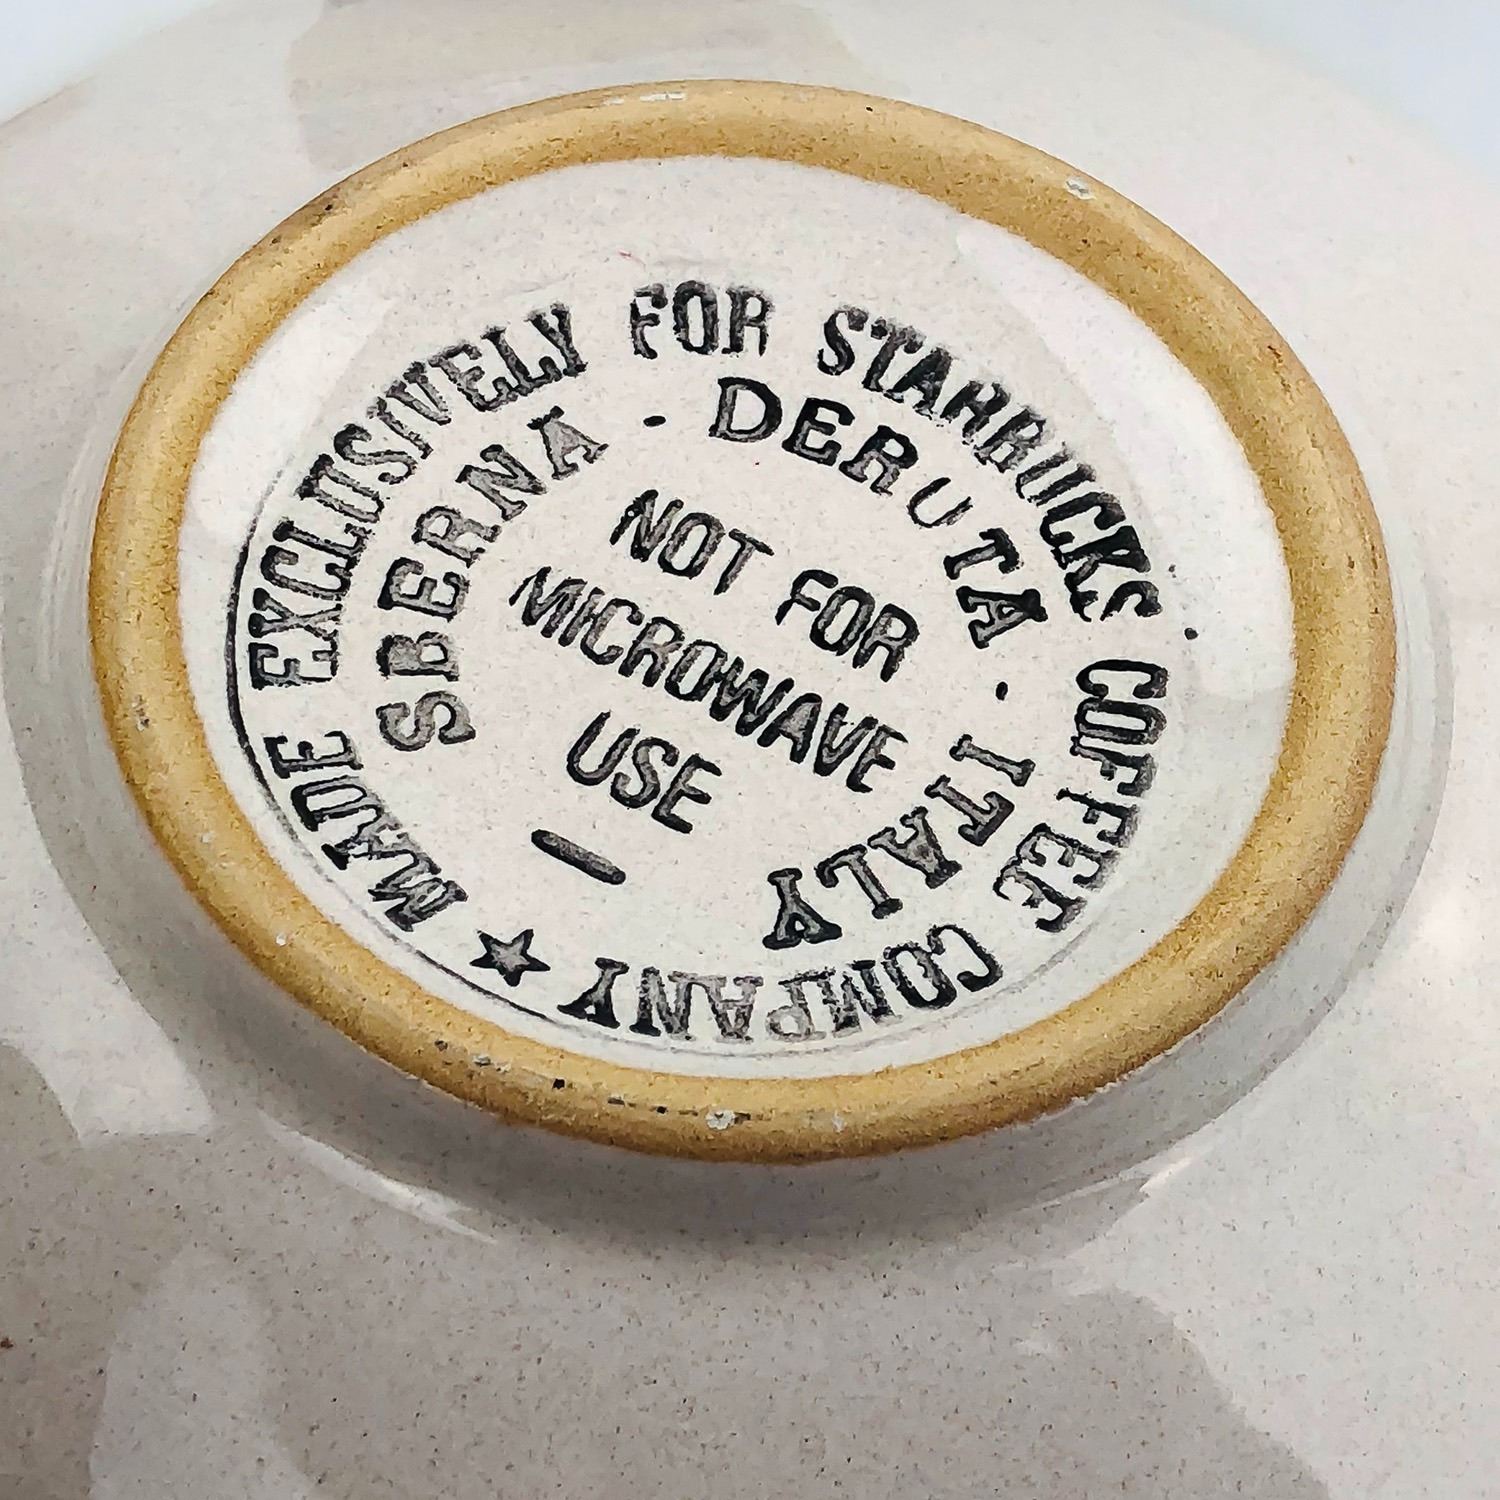 MADE EXCLUSIVELY FOR STARBUCKS COFFEE COMPANY ★
SBERNA · DERUTA · ITALY
NOT FOR
MICROWAVE
USE